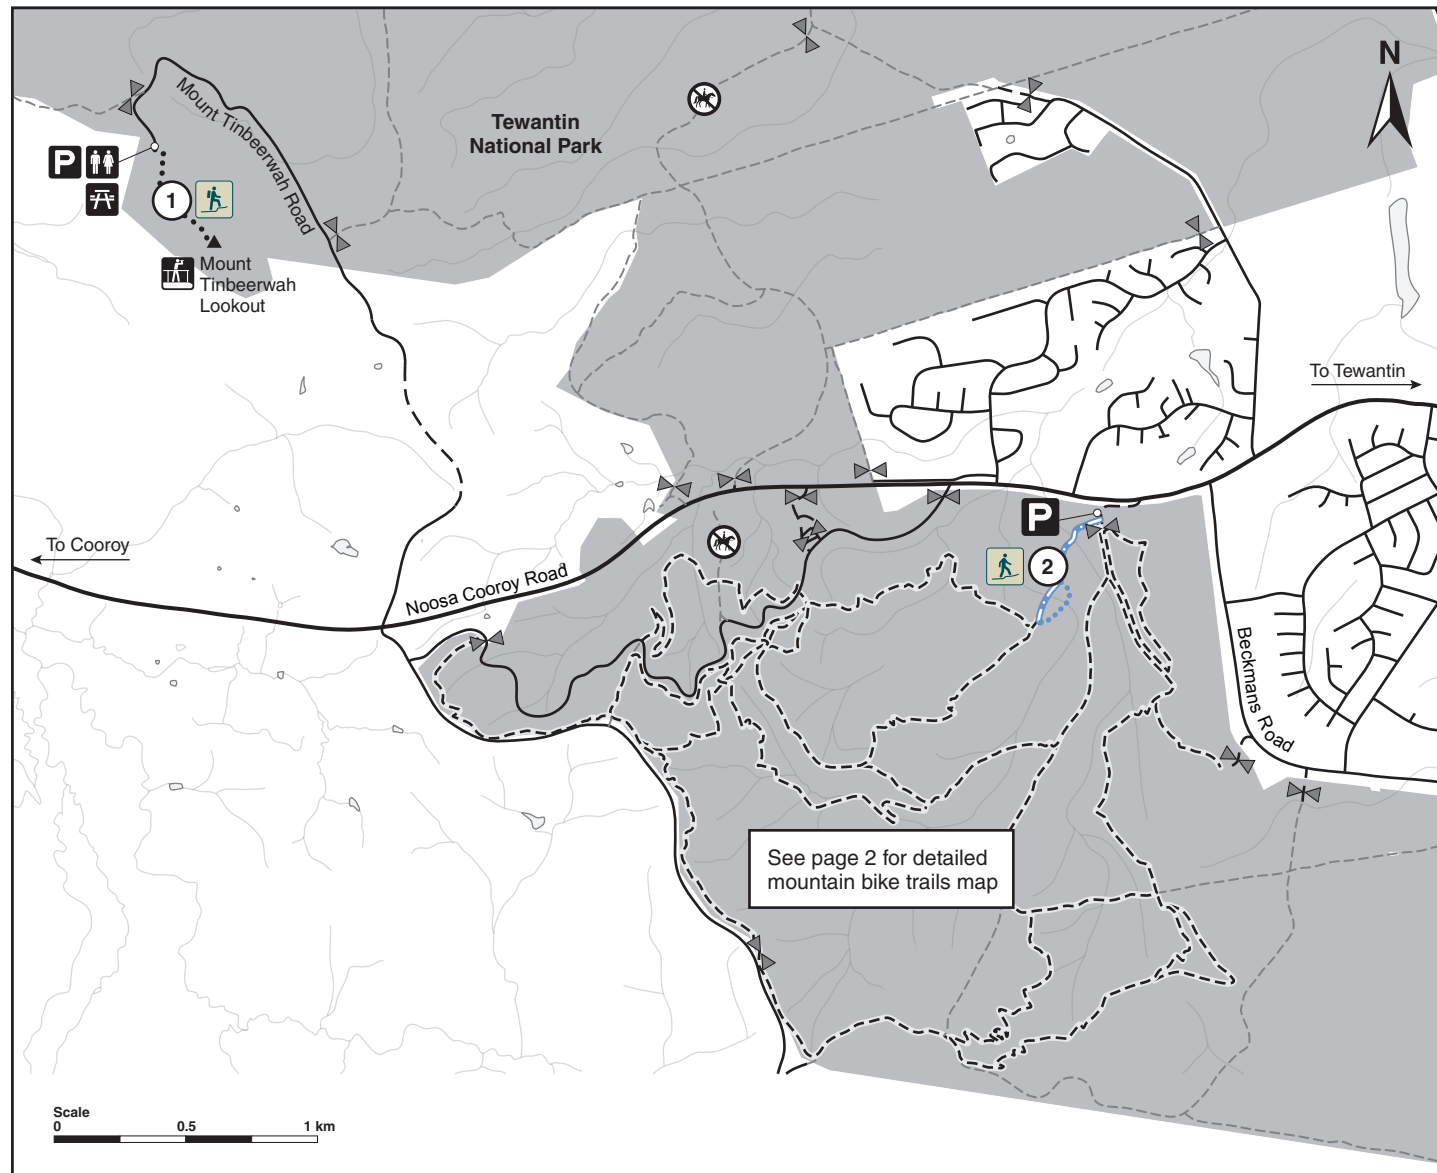 N
Mount Tinbeerwah Road
Tewantin
National Park
P
1
Mount
Tinbeerwah
Lookout
To Tewantin
P
To Cooroy
2
Noosa Cooroy Road
Beckmans Road
See page 2 for detailed
mountain bike trails map
Scale
0 0.5 1 km